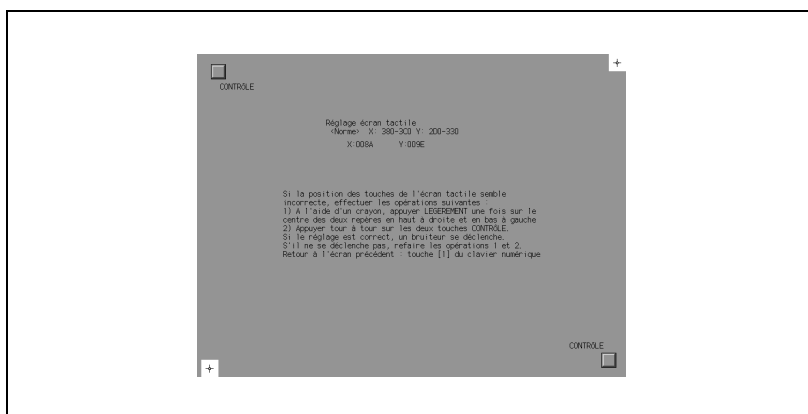 CONTRÔLE
Réglage écran tactile
<Norme> X: 380-3C0 Y: 2D0-330
X:008A Y:009E
Si la position des touches de l'écran tactile semble
incorrecte, effectuer les opérations suivantes :
1) A l'aide d'un crayon, appuyer LEGEREMENT une fois sur le
centre des deux repères en haut à droite et en bas à gauche
2) Appuyer tour à tour sur les deux touches CONTRÔLE.
Si le réglage est correct, un bruiteur se déclenche.
S'il ne se déclenche pas, refaire les opérations 1 et 2.
Retour à l'écran précédent : touche [1] du clavier numérique
CONTRÔLE